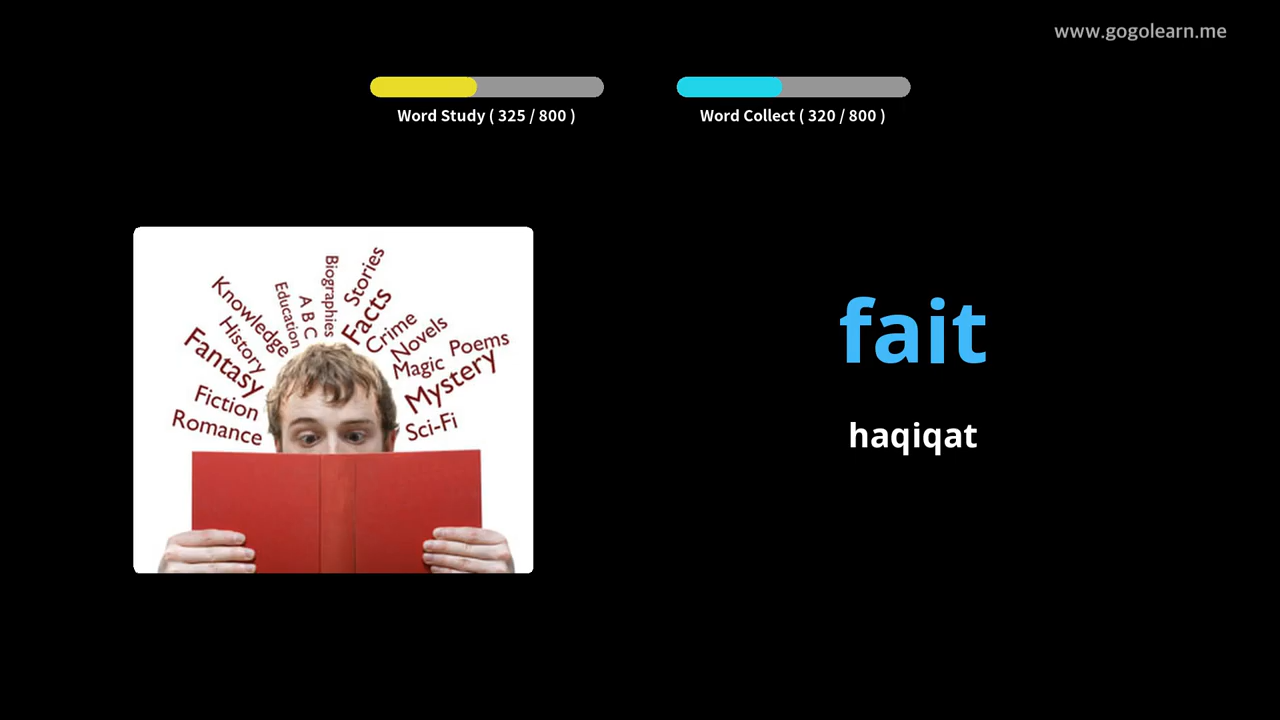 www.gogolearn.me
Word Study ( 325 / 800 )
Word Collect ( 320 / 800 )
Knowledge
Education
A B C
Biographies
Stories
Facts
Crime
Novels
Poems
Magic
Mystery
Sci-Fi
History
Fantasy
Fiction
Romance
fait
haqiqat